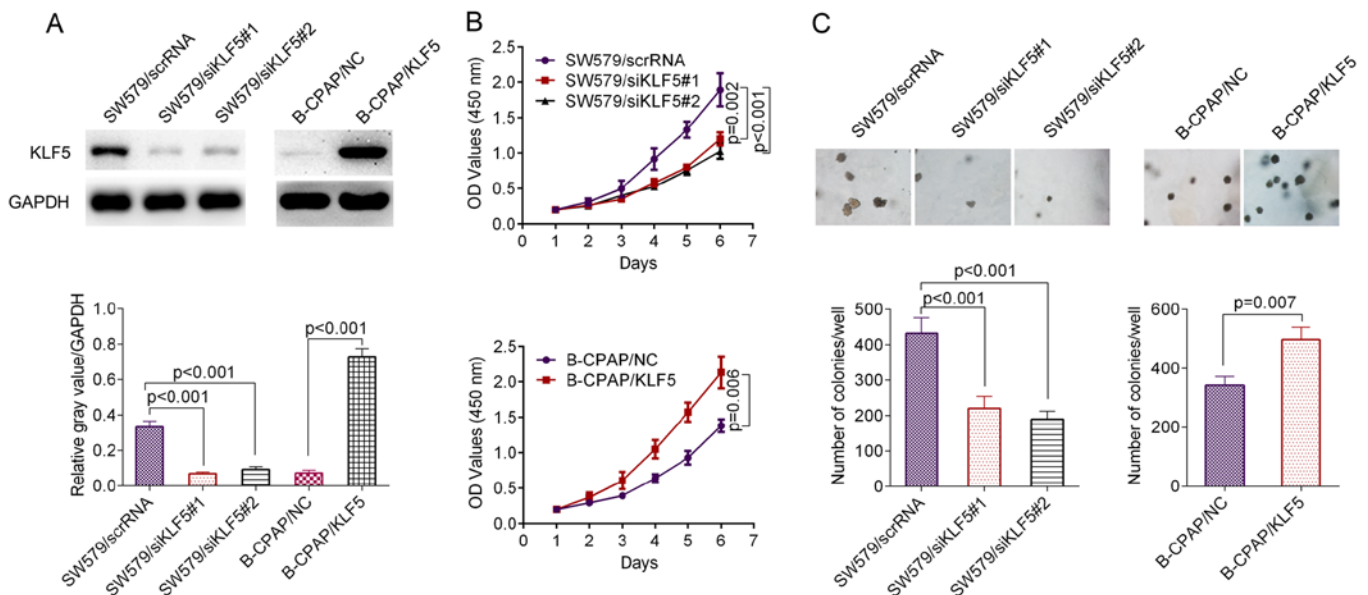 A
SW579/scrRNA
SW579/siKLF5#1
SW579/siKLF5#2
B-CPAP/NC
B-CPAP/KLF5
KLF5
GAPDH
Relative gray value/GAPDH
1.0
0.8
0.6
0.4
0.2
0.0
p<0.001
p<0.001
p<0.001
SW579/scrRNA
SW579/siKLF5#1
SW579/siKLF5#2
B-CPAP/NC
B-CPAP/KLF5
B
OD Values (450 nm)
2.5
2.0
1.5
1.0
0.5
0.0
SW579/scrRNA
SW579/siKLF5#1
SW579/siKLF5#2
p=0.002
p<0.001
0 1 2 3 4 5 6 7
Days
OD Values (450 nm)
2.5
2.0
1.5
1.0
0.5
0.0
B-CPAP/NC
B-CPAP/KLF5
p=0.006
0 1 2 3 4 5 6 7
Days
C
SW579/scrRNA
SW579/siKLF5#1
SW579/siKLF5#2
B-CPAP/NC
B-CPAP/KLF5
Number of colonies/well
500
400
300
200
100
0
p<0.001
p<0.001
SW579/scrRNA
SW579/siKLF5#1
SW579/siKLF5#2
Number of colonies/well
600
400
200
0
p=0.007
B-CPAP/NC
B-CPAP/KLF5